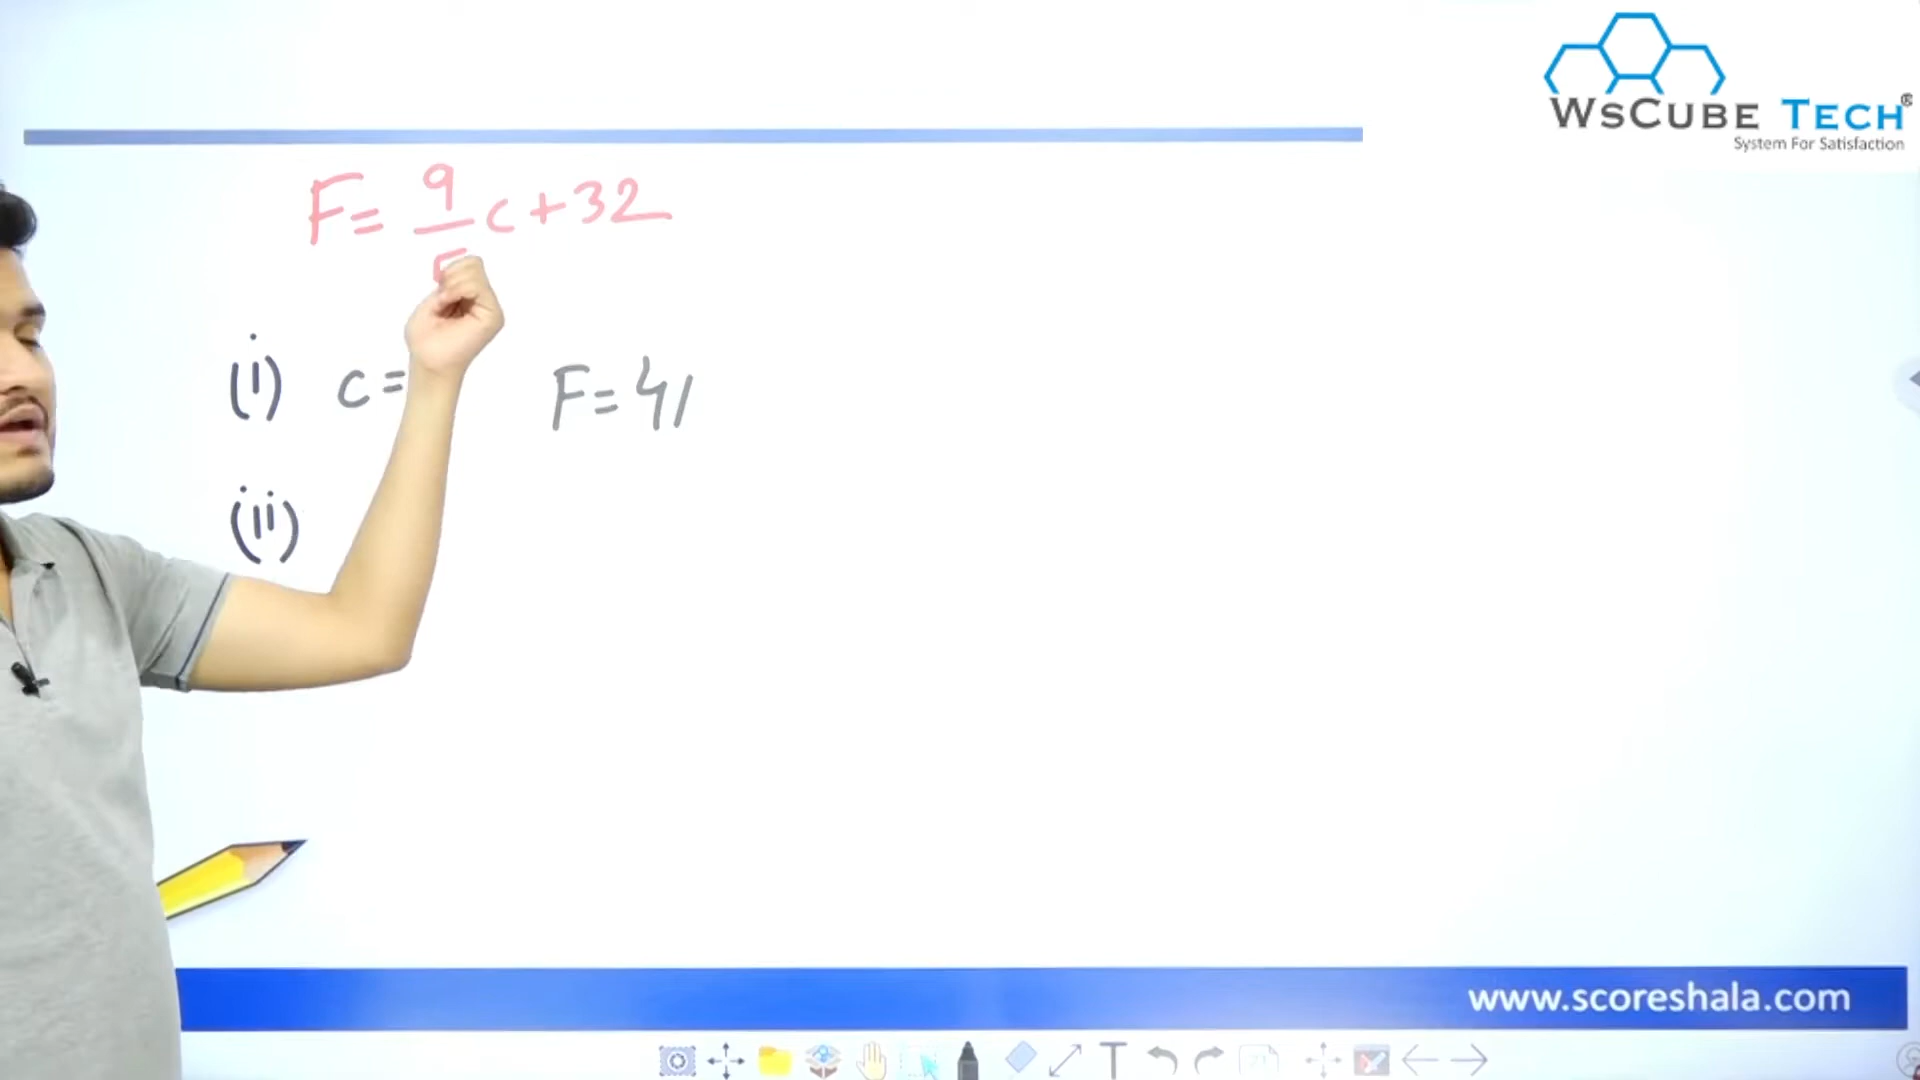 WsCube Tech®
System For Satisfaction
F= 9/5 c+32
(i) c= F=41
(ii)
www.scoreshala.com